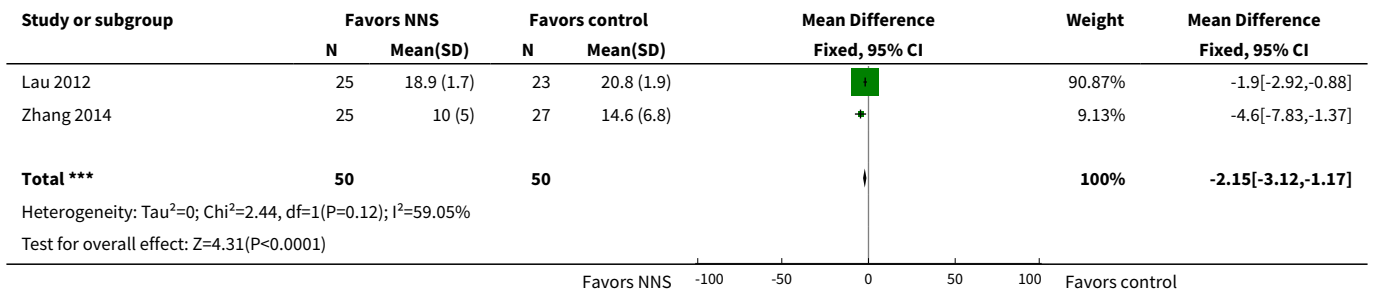 Study or subgroup Favors NNS Favors control Mean Difference Weight Mean Difference
N Mean(SD) N Mean(SD) Fixed, 95% CI Fixed, 95% CI
Lau 2012 25 18.9 (1.7) 23 20.8 (1.9) 90.87% -1.9[-2.92,-0.88]
Zhang 2014 25 10 (5) 27 14.6 (6.8) 9.13% -4.6[-7.83,-1.37]
Total *** 50 50 100% -2.15[-3.12,-1.17]
Heterogeneity: Tau²=0; Chi²=2.44, df=1(P=0.12); I²=59.05%
Test for overall effect: Z=4.31(P<0.0001)
Favors NNS -100 -50 0 50 100 Favors control